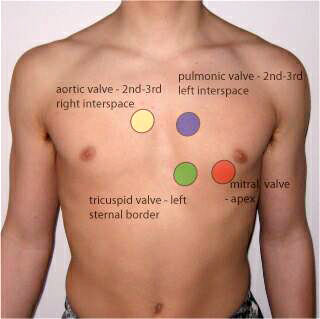 aortic valve - 2nd-3rd
right interspace
pulmonic valve - 2nd-3rd
left interspace
tricuspid valve - left
sternal border
mitral valve
- apex